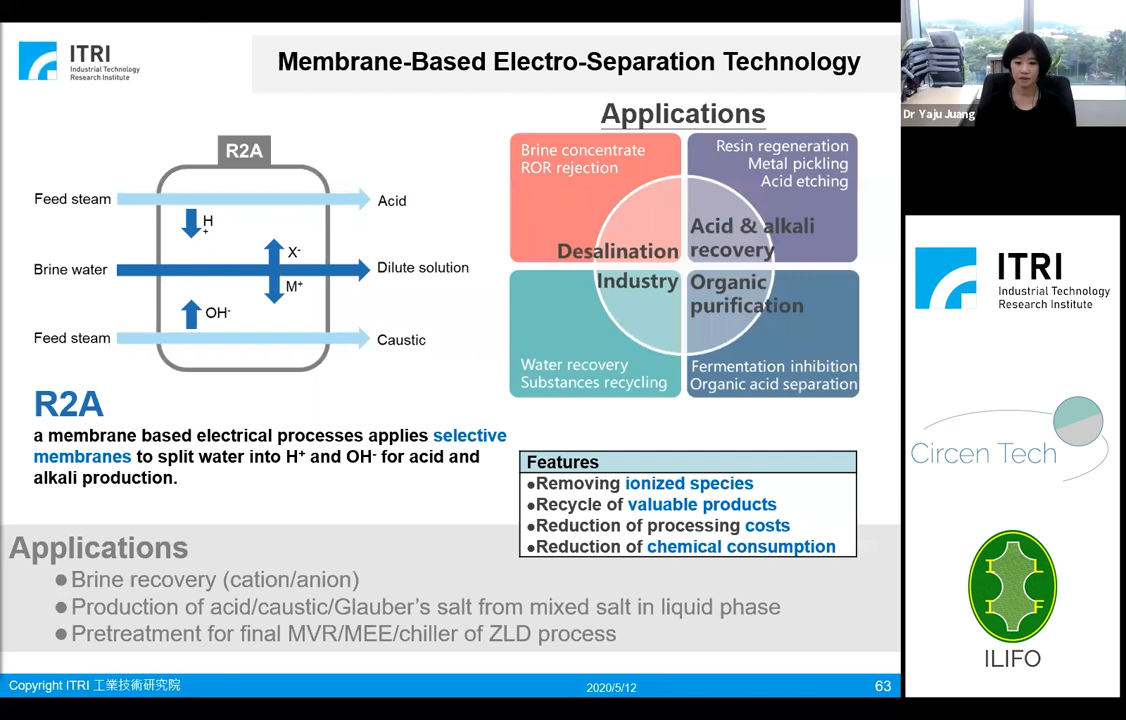 ITRI
Industrial Technology
Research Institute
Membrane-Based Electro-Separation Technology
Dr Yaju Juang
Applications
R2A
Feed steam
Acid
H
+
X-
Brine water
Dilute solution
M+
OH-
Feed steam
Caustic
Brine concentrate
ROR rejection
Resin regeneration
Metal pickling
Acid etching
Desalination
Acid & alkali
recovery
Industry
Organic
purification
Water recovery
Substances recycling
Fermentation inhibition
Organic acid separation
R2A
a membrane based electrical processes applies selective
membranes to split water into H+ and OH- for acid and
alkali production.
Features
●Removing ionized species
●Recycle of valuable products
●Reduction of processing costs
●Reduction of chemical consumption
Applications
●Brine recovery (cation/anion)
●Production of acid/caustic/Glauber's salt from mixed salt in liquid phase
●Pretreatment for final MVR/MEE/chiller of ZLD process
Copyright ITRI 工業技術研究院
2020/5/12
63
ITRI
Industrial Technology
Research Institute
Circen Tech
I L
I F
ILIFO